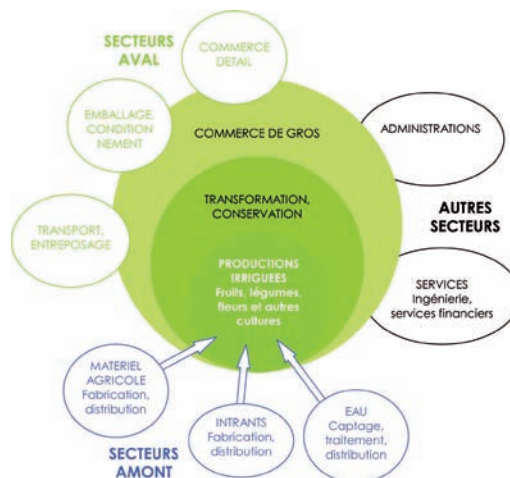 SECTEURS
AVAL
COMMERCE
DETAIL
EMBALLAGE,
CONDITION
NEMENT
COMMERCE DE GROS
ADMINISTRATIONS
TRANSFORMATION,
CONSERVATION
TRANSPORT,
ENTREPOSAGE
AUTRES
SECTEURS
PRODUCTIONS
IRRIGUEES
Fruits, légumes,
fleurs et autres
cultures
SERVICES
Ingénierie,
services financiers
MATERIEL
AGRICOLE
Fabrication,
distribution
INTRANTS
Fabrication,
distribution
EAU
Captage,
traitement,
distribution
SECTEURS
AMONT